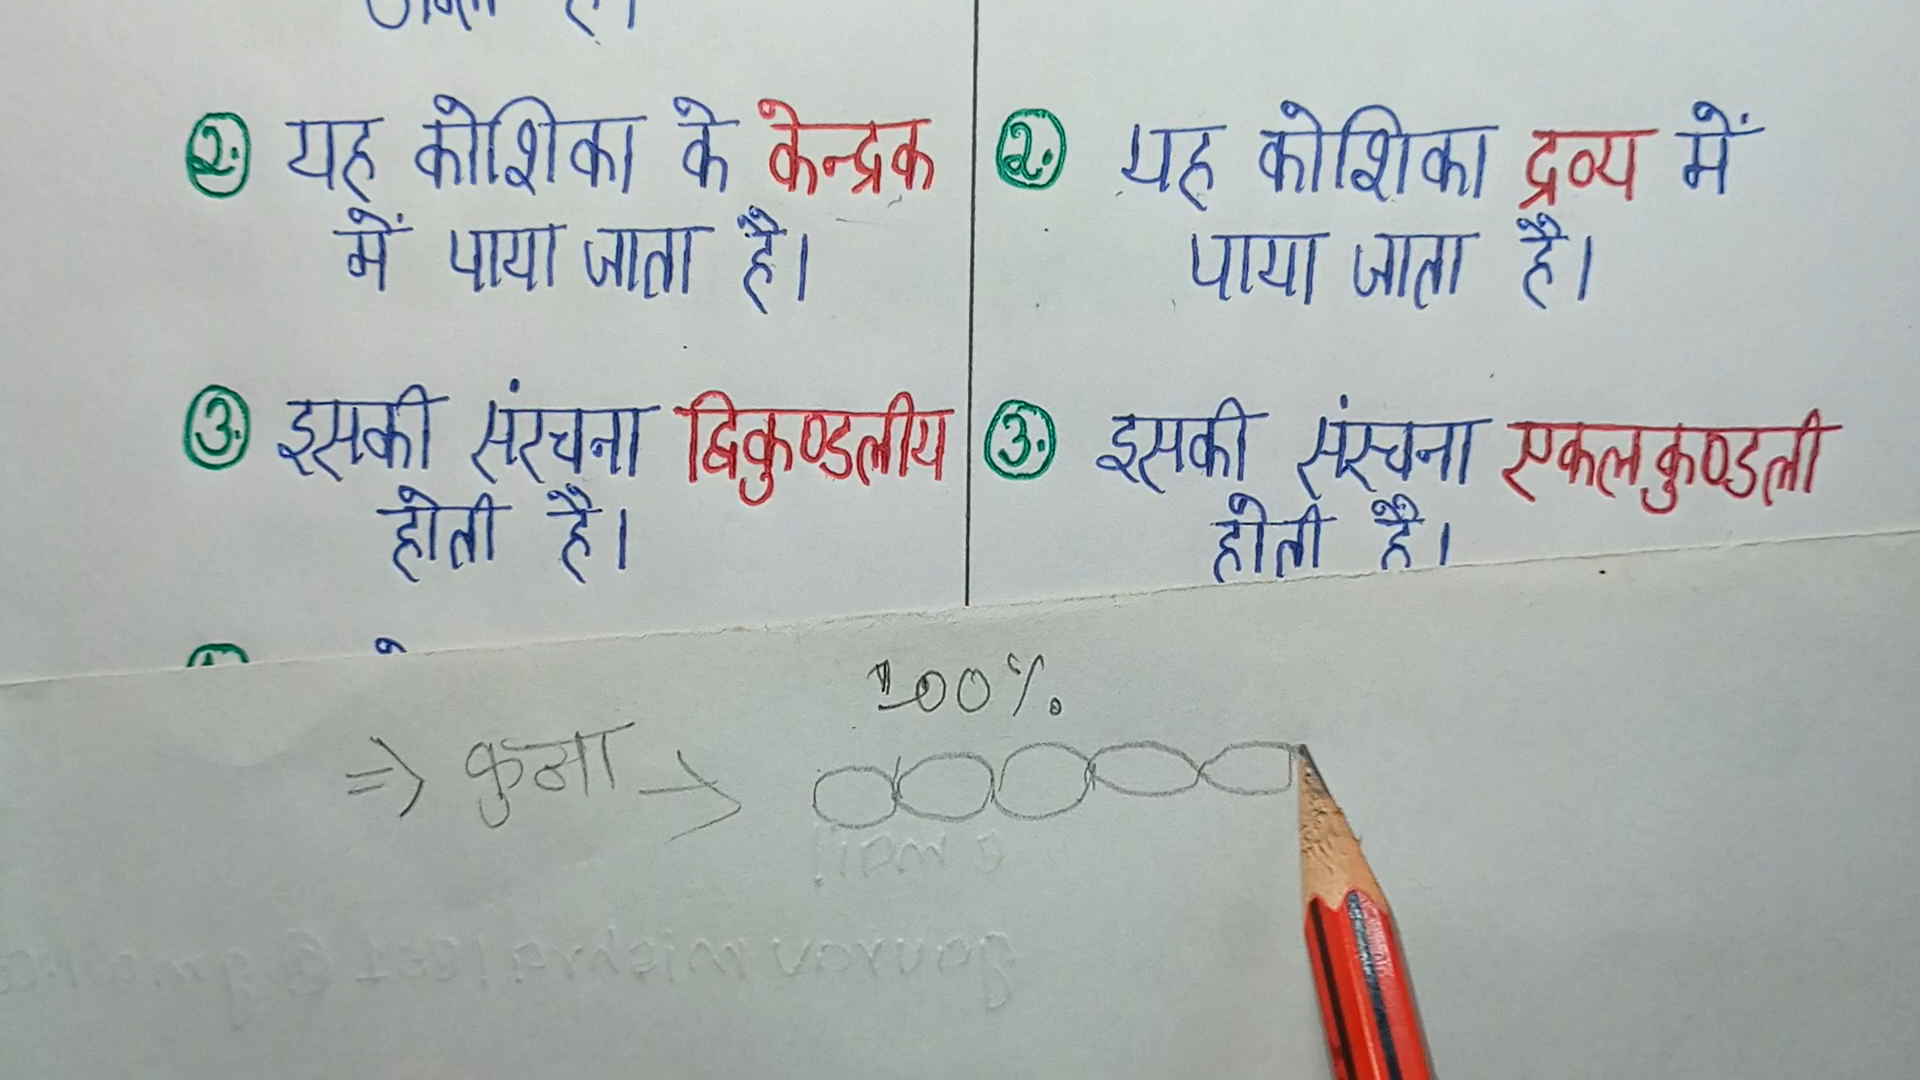 2. यह कोशिका के केन्द्रक
में पाया जाता है।
3. इसकी संरचना द्विकुण्डलीय
होती है।
2. यह कोशिका द्रव्य में
पाया जाता है।
3. इसकी संरचना एकलकुण्डली
होती है।
100%
⇒ →